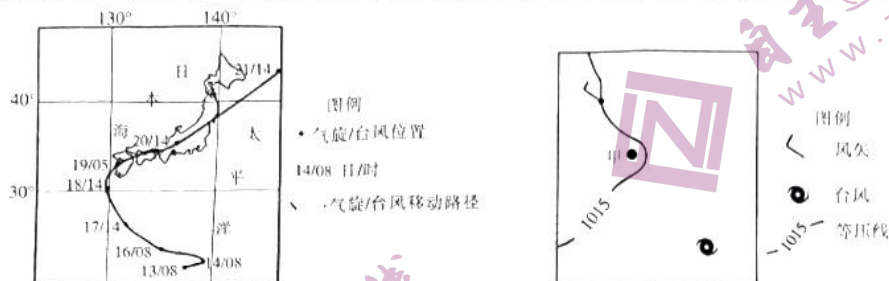 130° 140°
40°
30°
日
本
海
太
平
洋
21/14
20/14
19/05
18/14
17/14
16/08
14/08
13/08
图例
·气旋/台风位置
14/08 日/时
气旋/台风移动路径
甲
1015
图例
风矢
台风
1015 等压线
WWW.